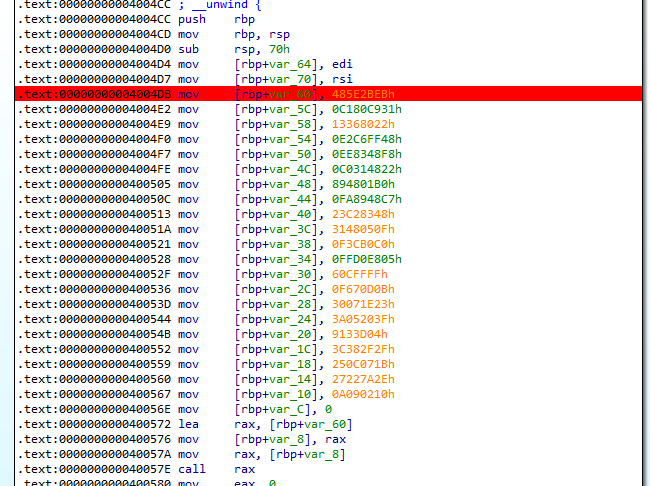 .text:00000000004004CC ; __unwind {
.text:00000000004004CC push rbp
.text:00000000004004CD mov rbp, rsp
.text:00000000004004D0 sub rsp, 70h
.text:00000000004004D4 mov [rbp+var_64], edi
.text:00000000004004D7 mov [rbp+var_70], rsi
.text:00000000004004DB mov [rbp+var_60], 485E2BEBh
.text:00000000004004E2 mov [rbp+var_5C], 0C180C931h
.text:00000000004004E9 mov [rbp+var_58], 13368022h
.text:00000000004004F0 mov [rbp+var_54], 0E2C6FF48h
.text:00000000004004F7 mov [rbp+var_50], 0EE8348F8h
.text:00000000004004FE mov [rbp+var_4C], 0C0314822h
.text:0000000000400505 mov [rbp+var_48], 894801B0h
.text:000000000040050C mov [rbp+var_44], 0FA8948C7h
.text:0000000000400513 mov [rbp+var_40], 23C28348h
.text:000000000040051A mov [rbp+var_3C], 3148050Fh
.text:0000000000400521 mov [rbp+var_38], 0F3CB0C0h
.text:0000000000400528 mov [rbp+var_34], 0FFD0E805h
.text:000000000040052F mov [rbp+var_30], 60CFFFFh
.text:0000000000400536 mov [rbp+var_2C], 0F670D0Bh
.text:000000000040053D mov [rbp+var_28], 30071E23h
.text:0000000000400544 mov [rbp+var_24], 3A05203Fh
.text:000000000040054B mov [rbp+var_20], 9133D04h
.text:0000000000400552 mov [rbp+var_1C], 3C382F2Fh
.text:0000000000400559 mov [rbp+var_18], 250C071Bh
.text:0000000000400560 mov [rbp+var_14], 27227A2Eh
.text:0000000000400567 mov [rbp+var_10], 0A090210h
.text:000000000040056E mov [rbp+var_C], 0
.text:0000000000400572 lea rax, [rbp+var_60]
.text:0000000000400576 mov [rbp+var_8], rax
.text:000000000040057A mov rax, [rbp+var_8]
.text:000000000040057E call rax
.text:0000000000400580 mov eax, 0